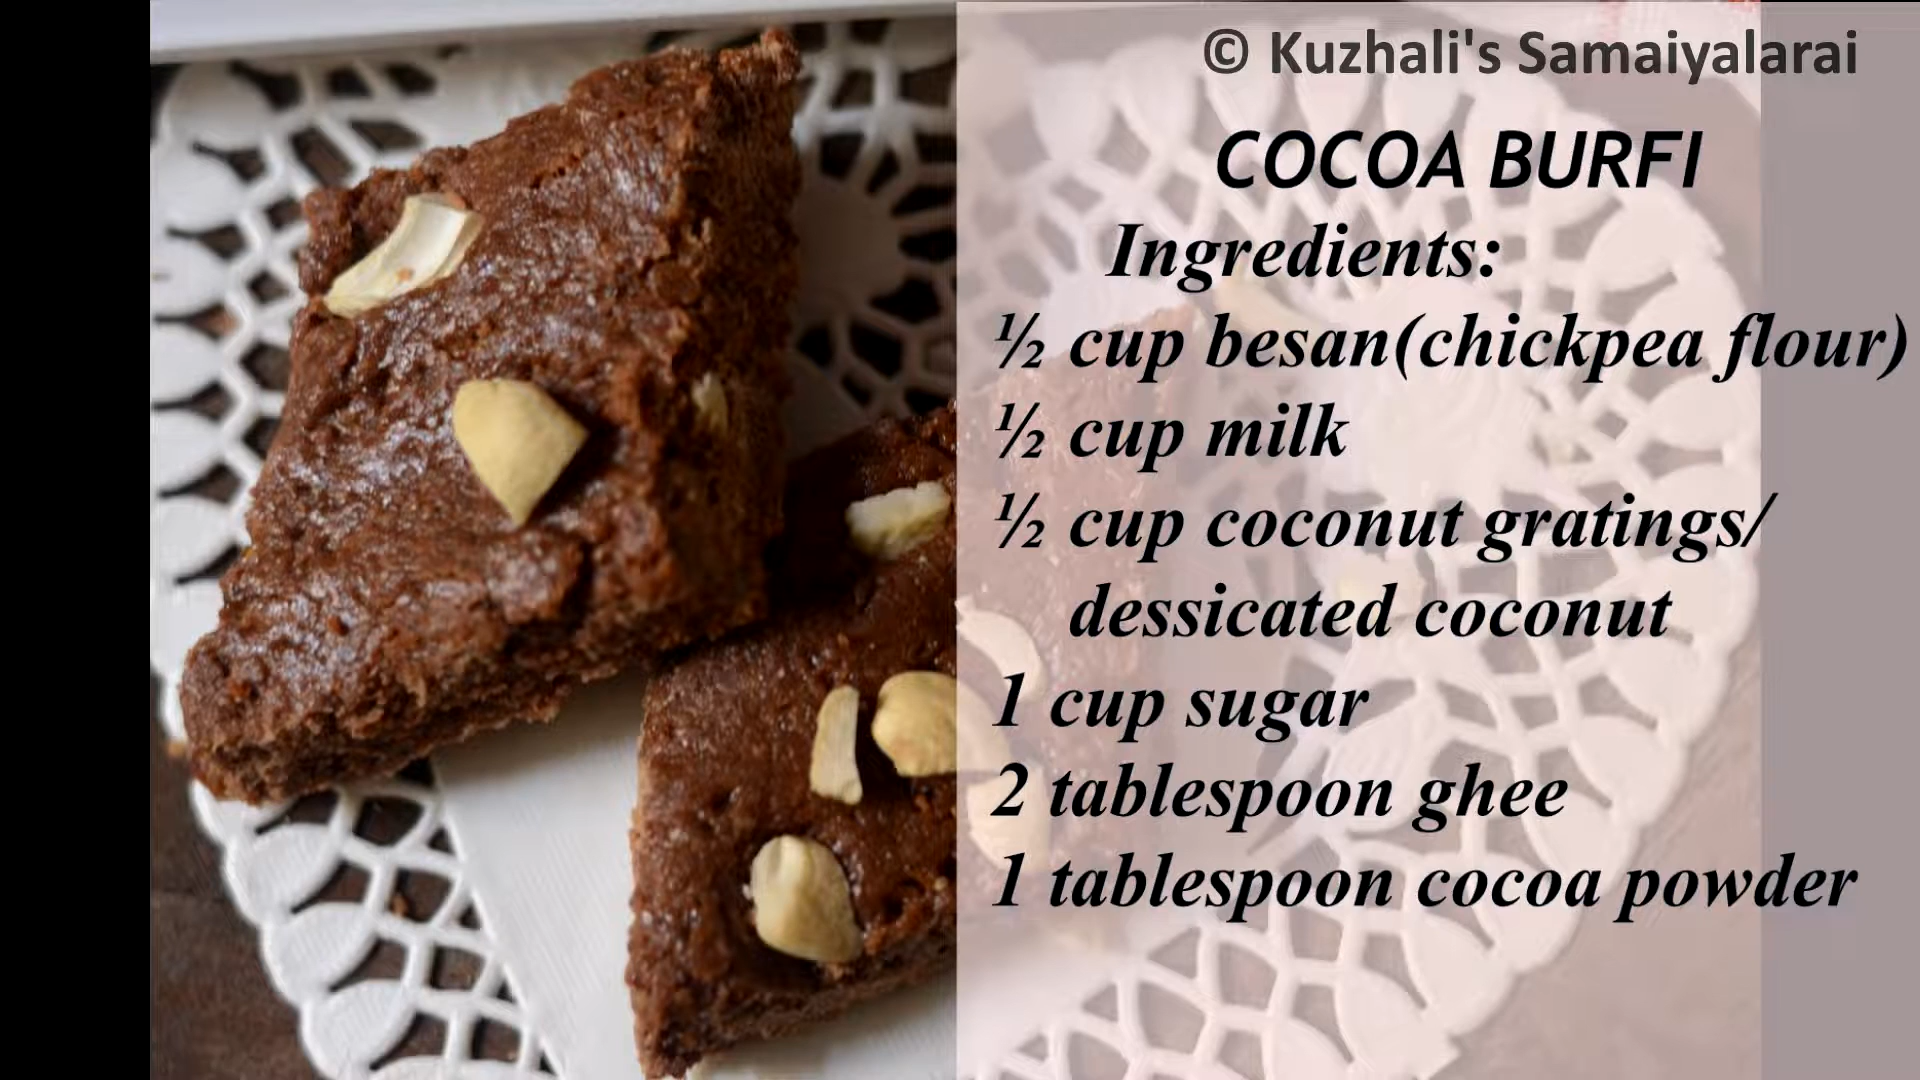 © Kuzhali's Samaiyalarai
COCOA BURFI
Ingredients:
½ cup besan(chickpea flour)
½ cup milk
½ cup coconut gratings/
dessicated coconut
1 cup sugar
2 tablespoon ghee
1 tablespoon cocoa powder